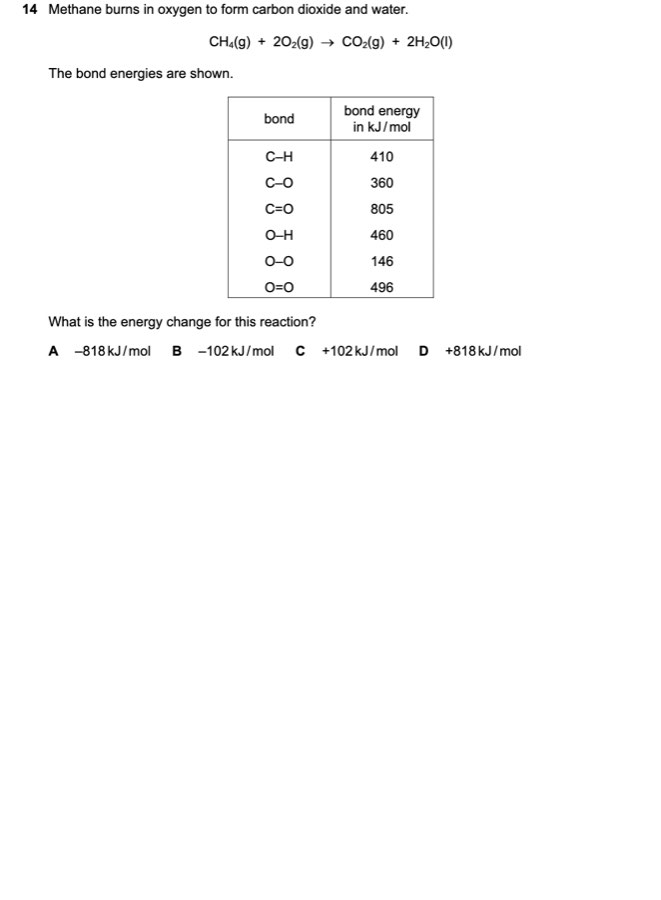 14 Methane burns in oxygen to form carbon dioxide and water.
CH₄(g) + 2O₂(g) → CO₂(g) + 2H₂O(l)
The bond energies are shown.
bond bond energy in kJ/mol
C–H 410
C–O 360
C=O 805
O–H 460
O–O 146
O=O 496
What is the energy change for this reaction?
A –818 kJ/mol B –102 kJ/mol C +102 kJ/mol D +818 kJ/mol